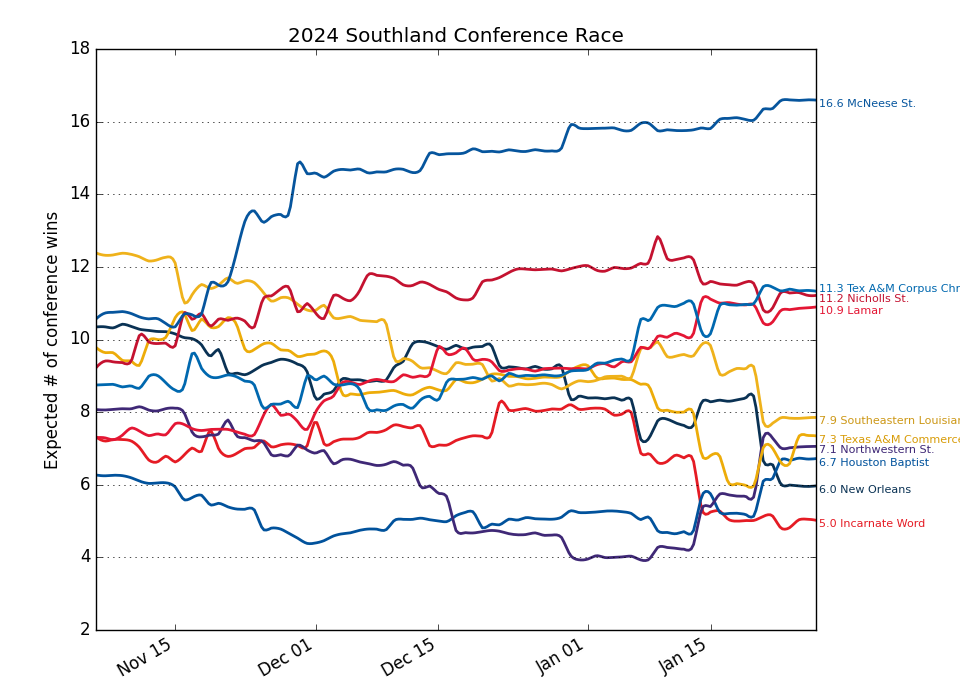 2024 Southland Conference Race
18
16
14
12
10
8
6
4
2
Expected # of conference wins
Nov 15
Dec 01
Dec 15
Jan 01
Jan 15
16.6 McNeese St.
11.3 Tex A&M Corpus Chr
11.2 Nicholls St.
10.9 Lamar
7.9 Southeastern Louisian
7.3 Texas A&M Commerce
7.1 Northwestern St.
6.7 Houston Baptist
6.0 New Orleans
5.0 Incarnate Word